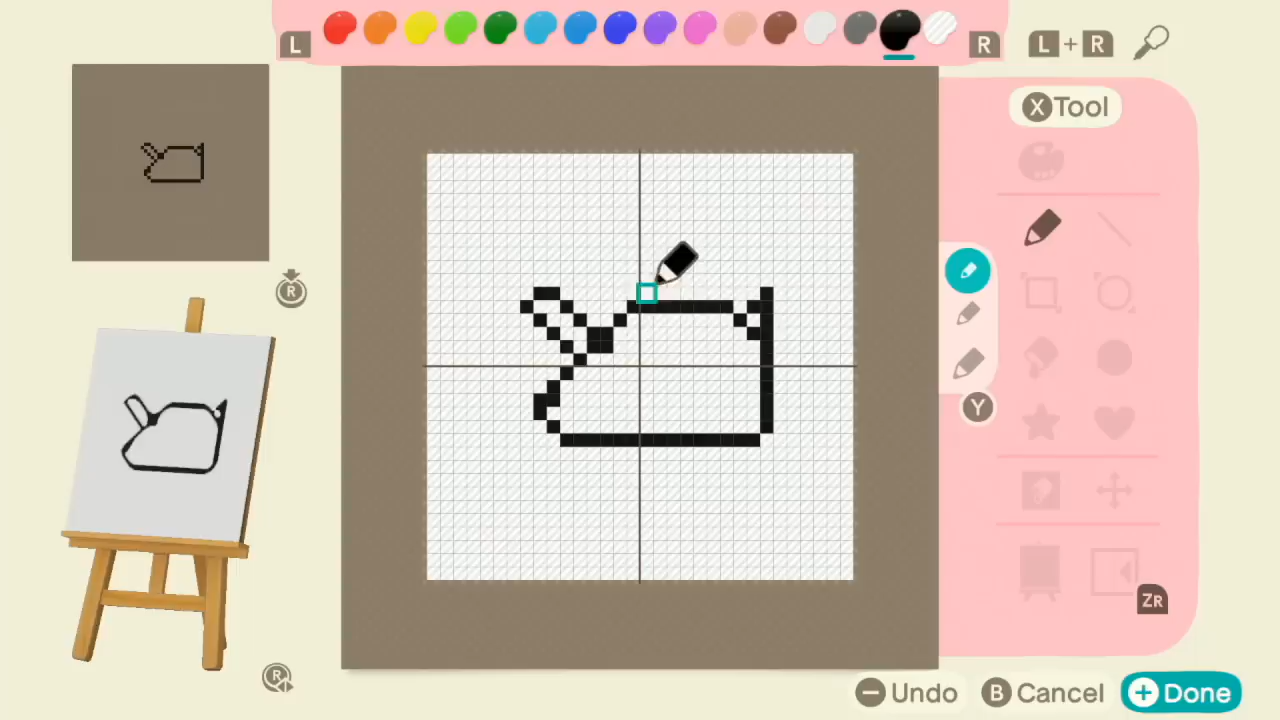 L
R
L + R
X Tool
R
Y
ZR
R
− Undo
B Cancel
+ Done